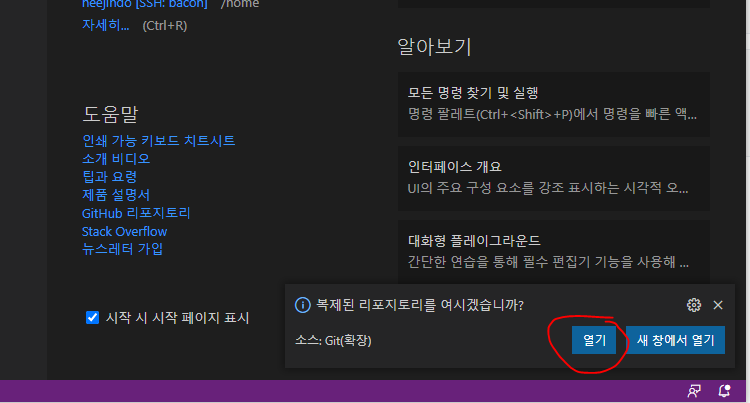 heejindo [SSH: bacon] /home
자세히... (Ctrl+R)
도움말
인쇄 가능 키보드 치트시트
소개 비디오
팁과 요령
제품 설명서
GitHub 리포지토리
Stack Overflow
뉴스레터 가입
시작 시 시작 페이지 표시
알아보기
모든 명령 찾기 및 실행
명령 팔레트(Ctrl+<Shift>+P)에서 명령을 빠른 액...
인터페이스 개요
UI의 주요 구성 요소를 강조 표시하는 시각적 오...
대화형 플레이그라운드
간단한 연습을 통해 필수 편집기 기능을 사용해 ...
복제된 리포지토리를 여시겠습니까?
소스: Git(확장)
열기
새 창에서 열기